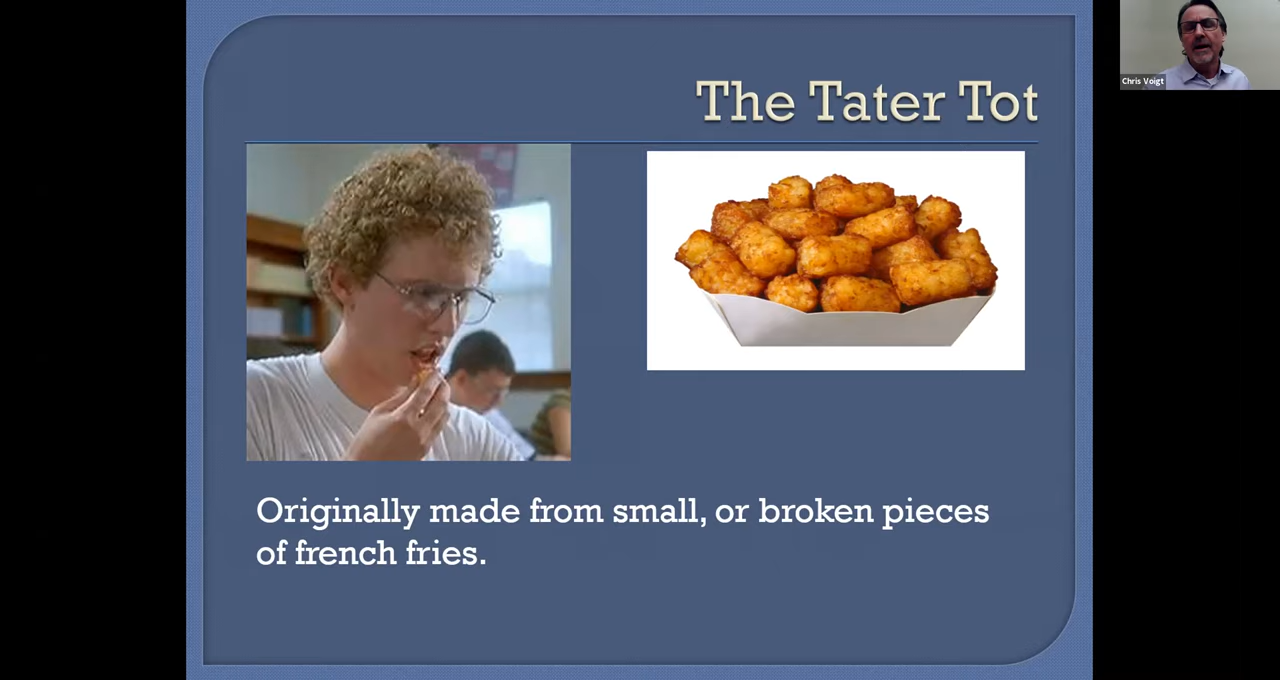 The Tater Tot
Chris Voigt
Originally made from small, or broken pieces
of french fries.